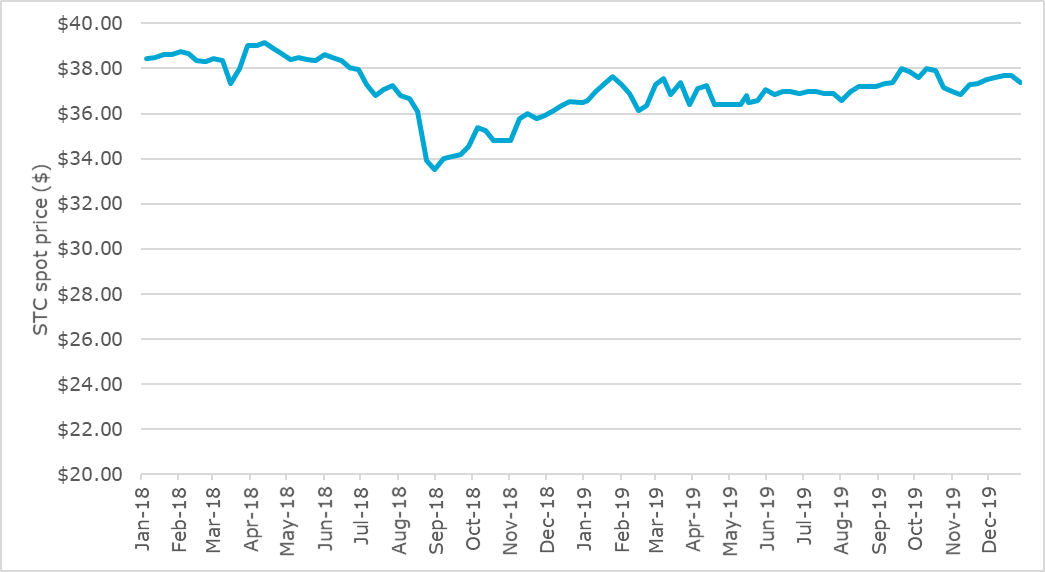 STC spot price ($)
$40.00
$38.00
$36.00
$34.00
$32.00
$30.00
$28.00
$26.00
$24.00
$22.00
$20.00
Jan-18
Feb-18
Mar-18
Apr-18
May-18
Jun-18
Jul-18
Aug-18
Sep-18
Oct-18
Nov-18
Dec-18
Jan-19
Feb-19
Mar-19
Apr-19
May-19
Jun-19
Jul-19
Aug-19
Sep-19
Oct-19
Nov-19
Dec-19